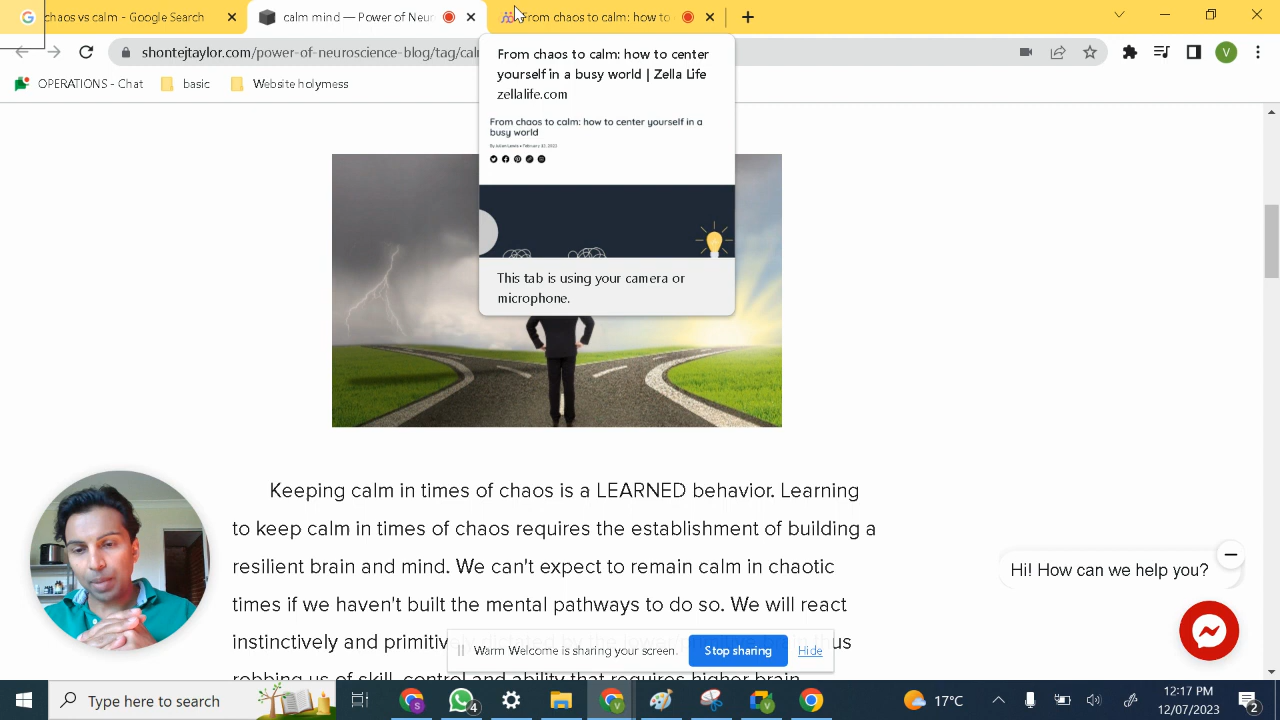 chaos vs calm - Google Search
calm mind — Power of Neur
From chaos to calm: how to
shontejtaylor.com/power-of-neuroscience-blog/tag/cal
V
OPERATIONS - Chat
basic
Website holymess
From chaos to calm: how to center
yourself in a busy world | Zella Life
zellalife.com
From chaos to calm: how to center yourself in a
busy world
This tab is using your camera or
microphone.
Keeping calm in times of chaos is a LEARNED behavior. Learning
to keep calm in times of chaos requires the establishment of building a
resilient brain and mind. We can't expect to remain calm in chaotic
times if we haven't built the mental pathways to do so. We will react
instinctively and
Hi! How can we help you?
Warm Welcome is sharing your screen.
Stop sharing
Hide
Type here to search
4
17°C
12:17 PM
12/07/2023
2